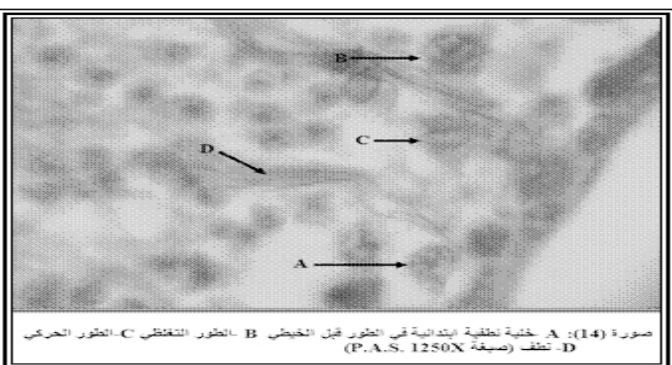 B
C
D
A
صورة (14): A -خلية نطفية ابتدائية في الطور قبل الخيطي B -الطور التغلظي C-الطور الحركي
D- نطف (صبغة P.A.S. 1250X)